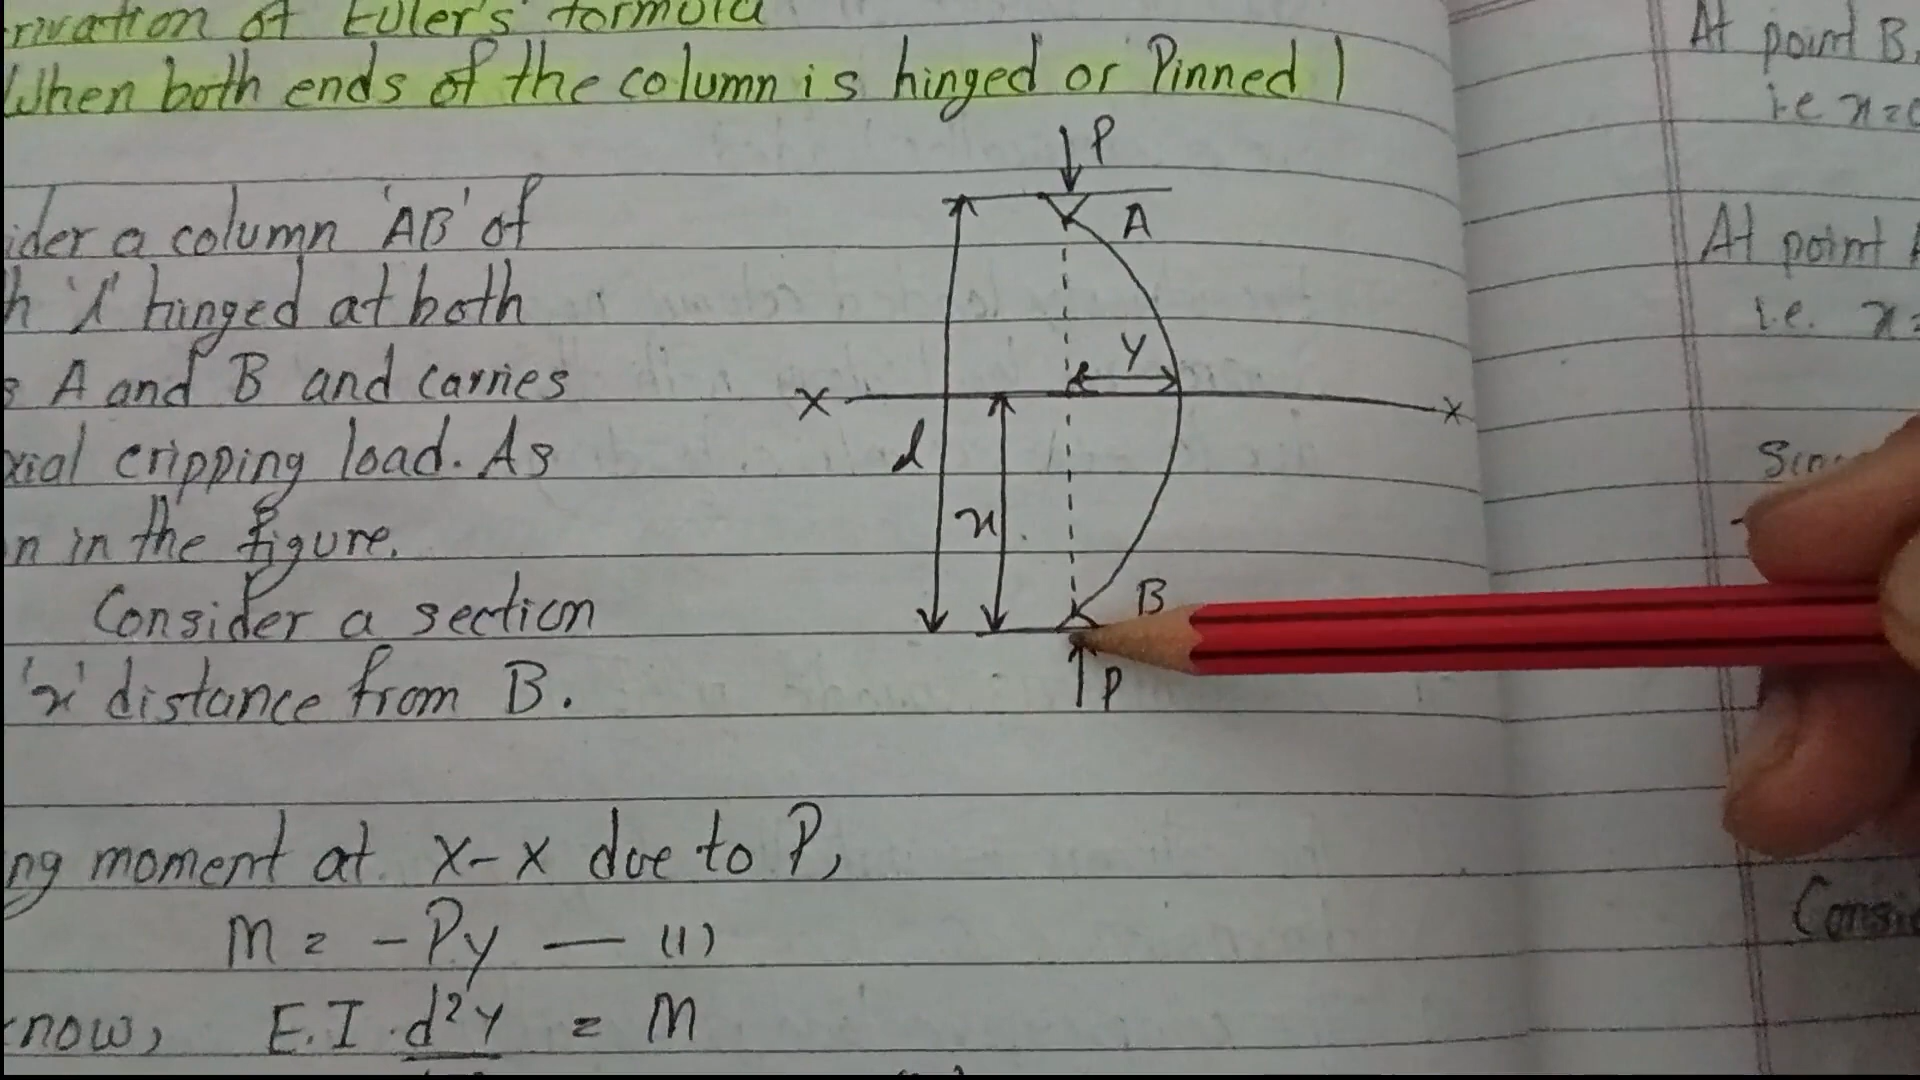 rivation of Euler's formula
When both ends of the column is hinged or Pinned )
P
ider a column 'AB' of
A
h 'l' hinged at both
y
s A and B and carries
x x
xial cripping load. As
l
x
n in the figure.
Consider a section
B
'x' distance from B.
P
ng moment at x-x due to P,
M = -Py — (1)
know, E.I. d²y = M
At point B,
i.e x=0
At point A
i.e. x=
Consi